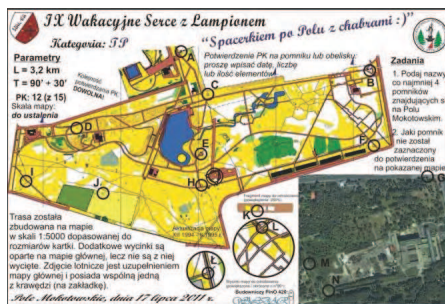 IX Wakacyjne Serce z Lampionem
Kategoria: TP
"Spacerkiem po Polu z chabrami :)"
Parametry
L = 3,2 km
T = 90' + 30'
PK: 12 (z 15)
Skala mapy:
do ustalenia
Kolejność
potwierdzania PK
DOWOLNA!
Potwierdzenie PK na pomniku lub obelisku:
proszę wpisać datę, liczbę
lub ilość elementów
Zadania
1. Podaj nazwy
co najmniej 4
pomników
znajdujących się
na Polu
Mokotowskim.
2. Jaki pomnik
nie został
zaznaczony
do potwierdzenia
na pokazanej mapie
A
B
C
D
E
F
H
I
J
K
L
L
M
Trasa została
zbudowana na mapie
w skali 1:5000 dopasowanej do
rozmiarów kartki. Dodatkowe wycinki są
oparte na mapie głównej, lecz nie są z niej
wycięte. Zdjęcie lotnicze jest uzupełnieniem
mapy głównej i posiada wspólną jedną
z krawędzi (na zakładkę).
Pole Mokotowskie, dnia 17 lipca 2011 r.